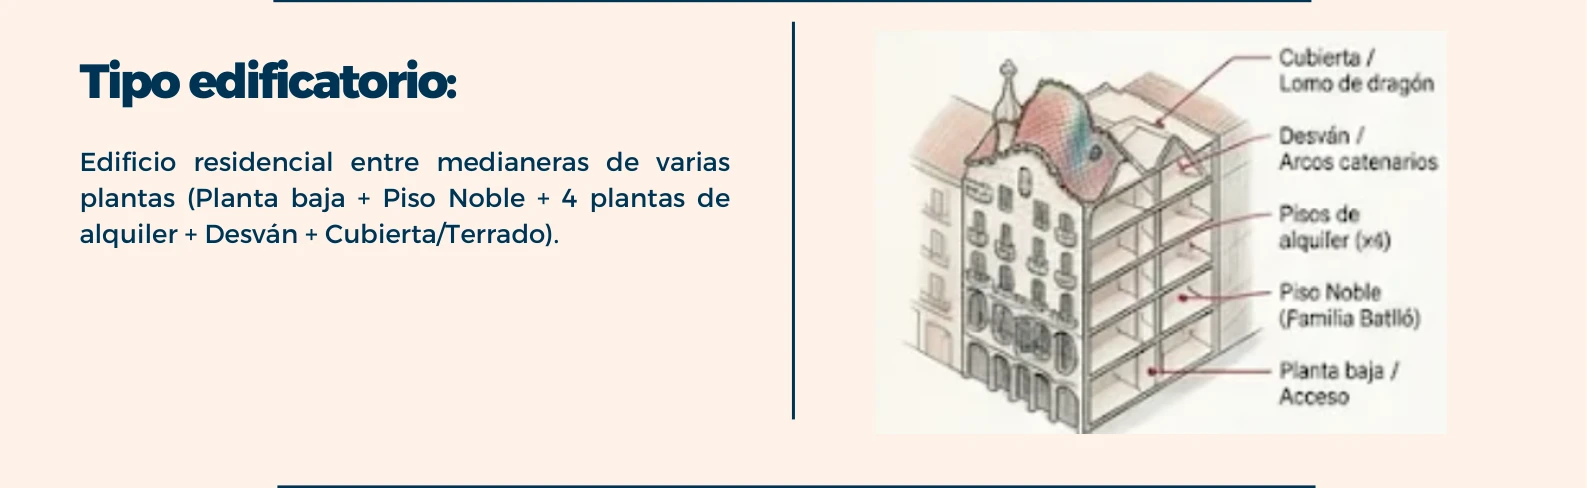 Tipo edificatorio:
Edificio residencial entre medianeras de varias
plantas (Planta baja + Piso Noble + 4 plantas de
alquiler + Desván + Cubierta/Terrado).
Cubierta /
Lomo de dragón
Desván /
Arcos catenarios
Pisos de
alquiler (x4)
Piso Noble
(Familia Batlló)
Planta baja /
Acceso